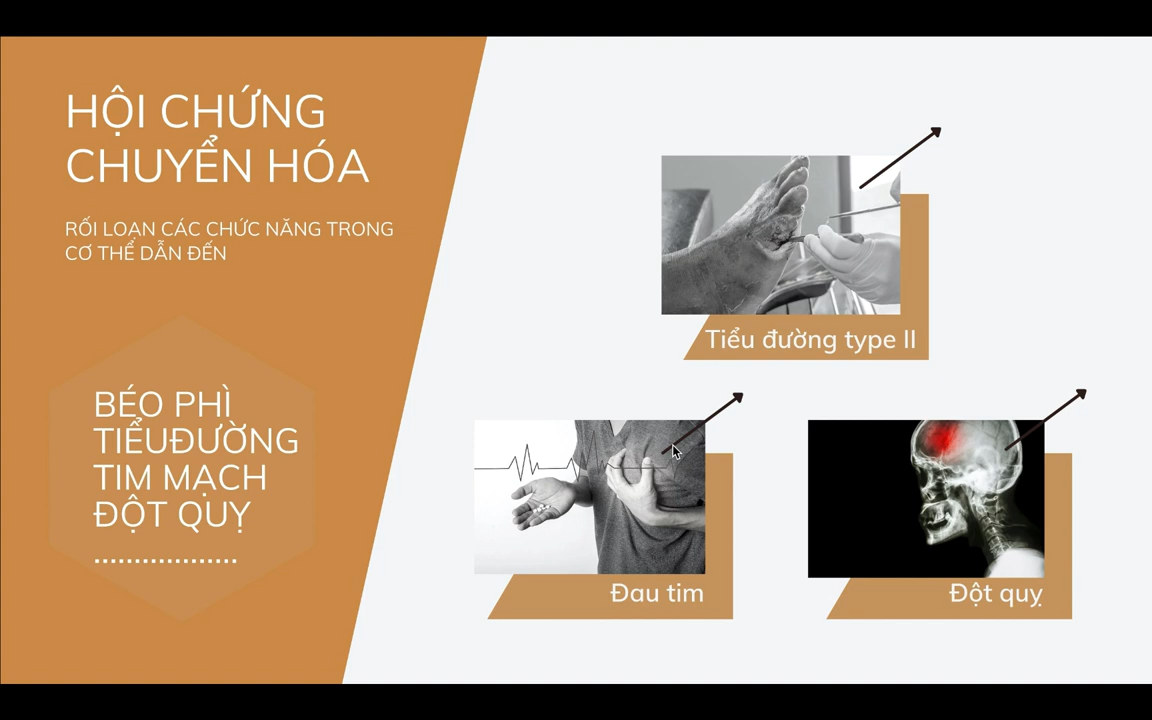 HỘI CHỨNG
CHUYỂN HÓA
RỐI LOẠN CÁC CHỨC NĂNG TRONG
CƠ THỂ DẪN ĐẾN
BÉO PHÌ
TIỂUĐƯỜNG
TIM MẠCH
ĐỘT QUỴ
...................
Tiểu đường type II
Đau tim
Đột quỵ